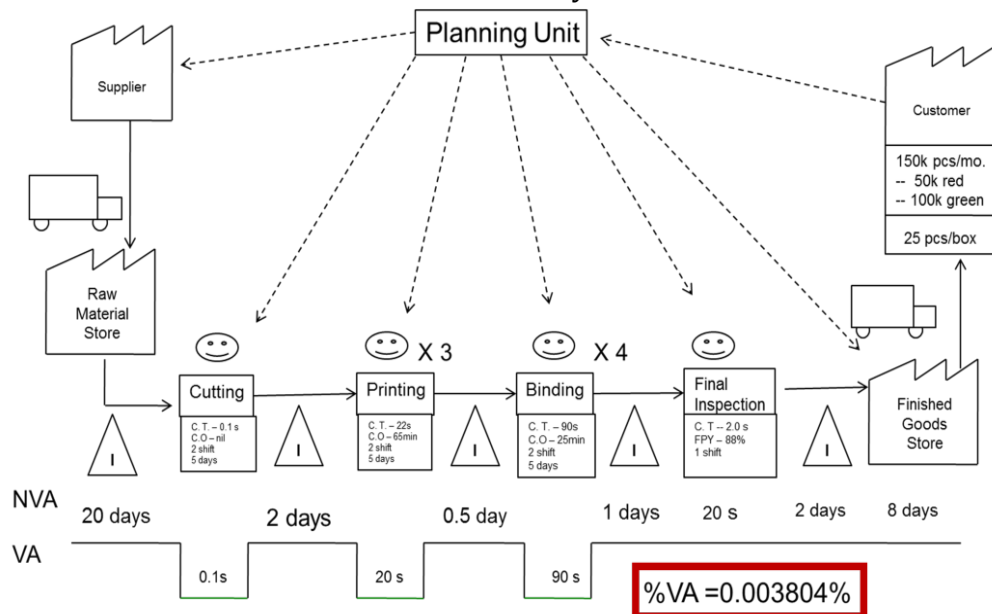 Planning Unit
Supplier
Customer
150k pcs/mo.
-- 50k red
-- 100k green
25 pcs/box
Raw
Material
Store
X 3
X 4
Cutting
C. T. – 0.1 s
C.O – nil
2 shift
5 days
Printing
C. T. – 22s
C.O – 65min
2 shift
5 days
Binding
C. T. – 90s
C.O – 25min
2 shift
5 days
Final
Inspection
C. T -- 2.0 s
FPY – 88%
1 shift
Finished
Goods
Store
I
I
I
I
I
NVA
20 days
2 days
0.5 day
1 days
20 s
2 days
8 days
VA
0.1s
20 s
90 s
%VA =0.003804%